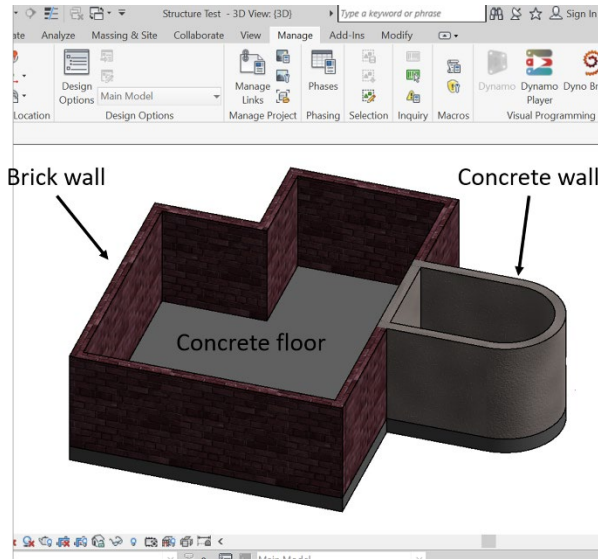 Structure Test - 3D View: {3D}
Type a keyword or phrase
Sign In
ate Analyze Massing & Site Collaborate View Manage Add-Ins Modify
Design Options
Main Model
Manage Links
Phases
Dynamo
Dynamo Player
Dyno Br
Location
Design Options
Manage Project
Phasing
Selection
Inquiry
Macros
Visual Programming
Brick wall
Concrete wall
Concrete floor
Main Model